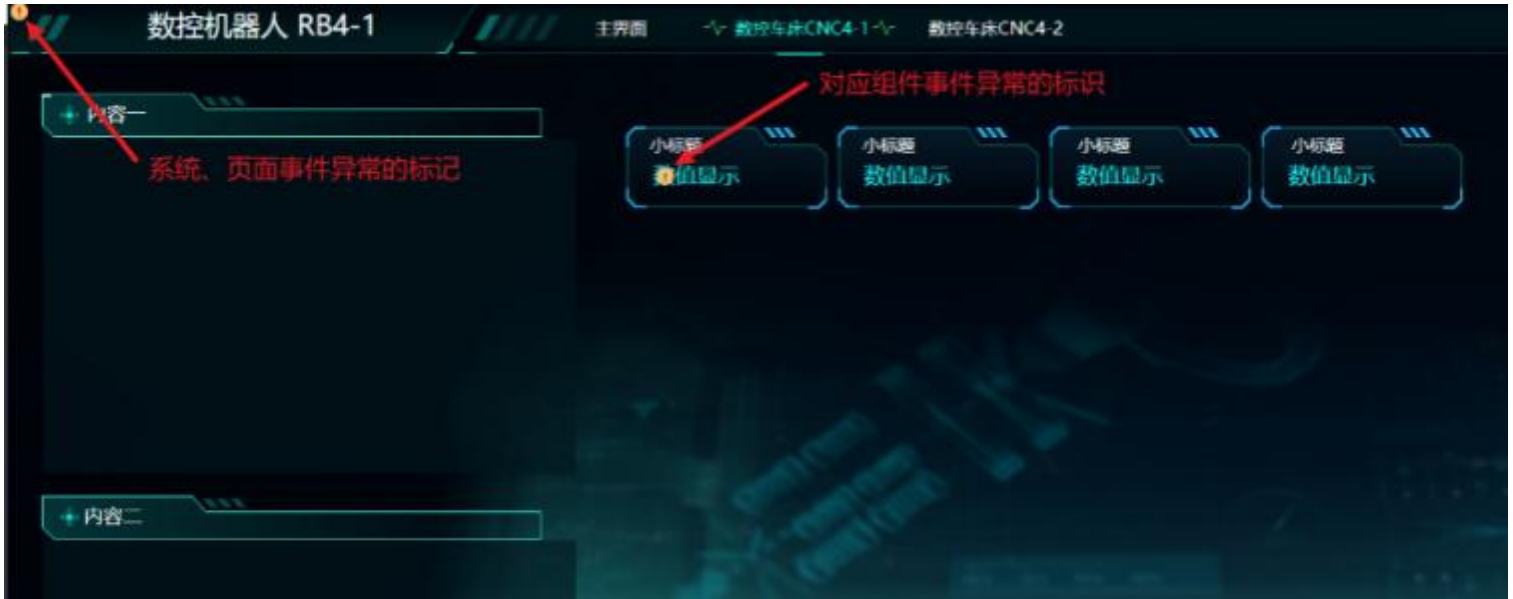 数控机器人 RB4-1
主界面
数控车床CNC4-1
数控车床CNC4-2
对应组件事件异常的标识
内容一
系统、页面事件异常的标记
小标题
数值显示
小标题
数值显示
小标题
数值显示
小标题
数值显示
内容二